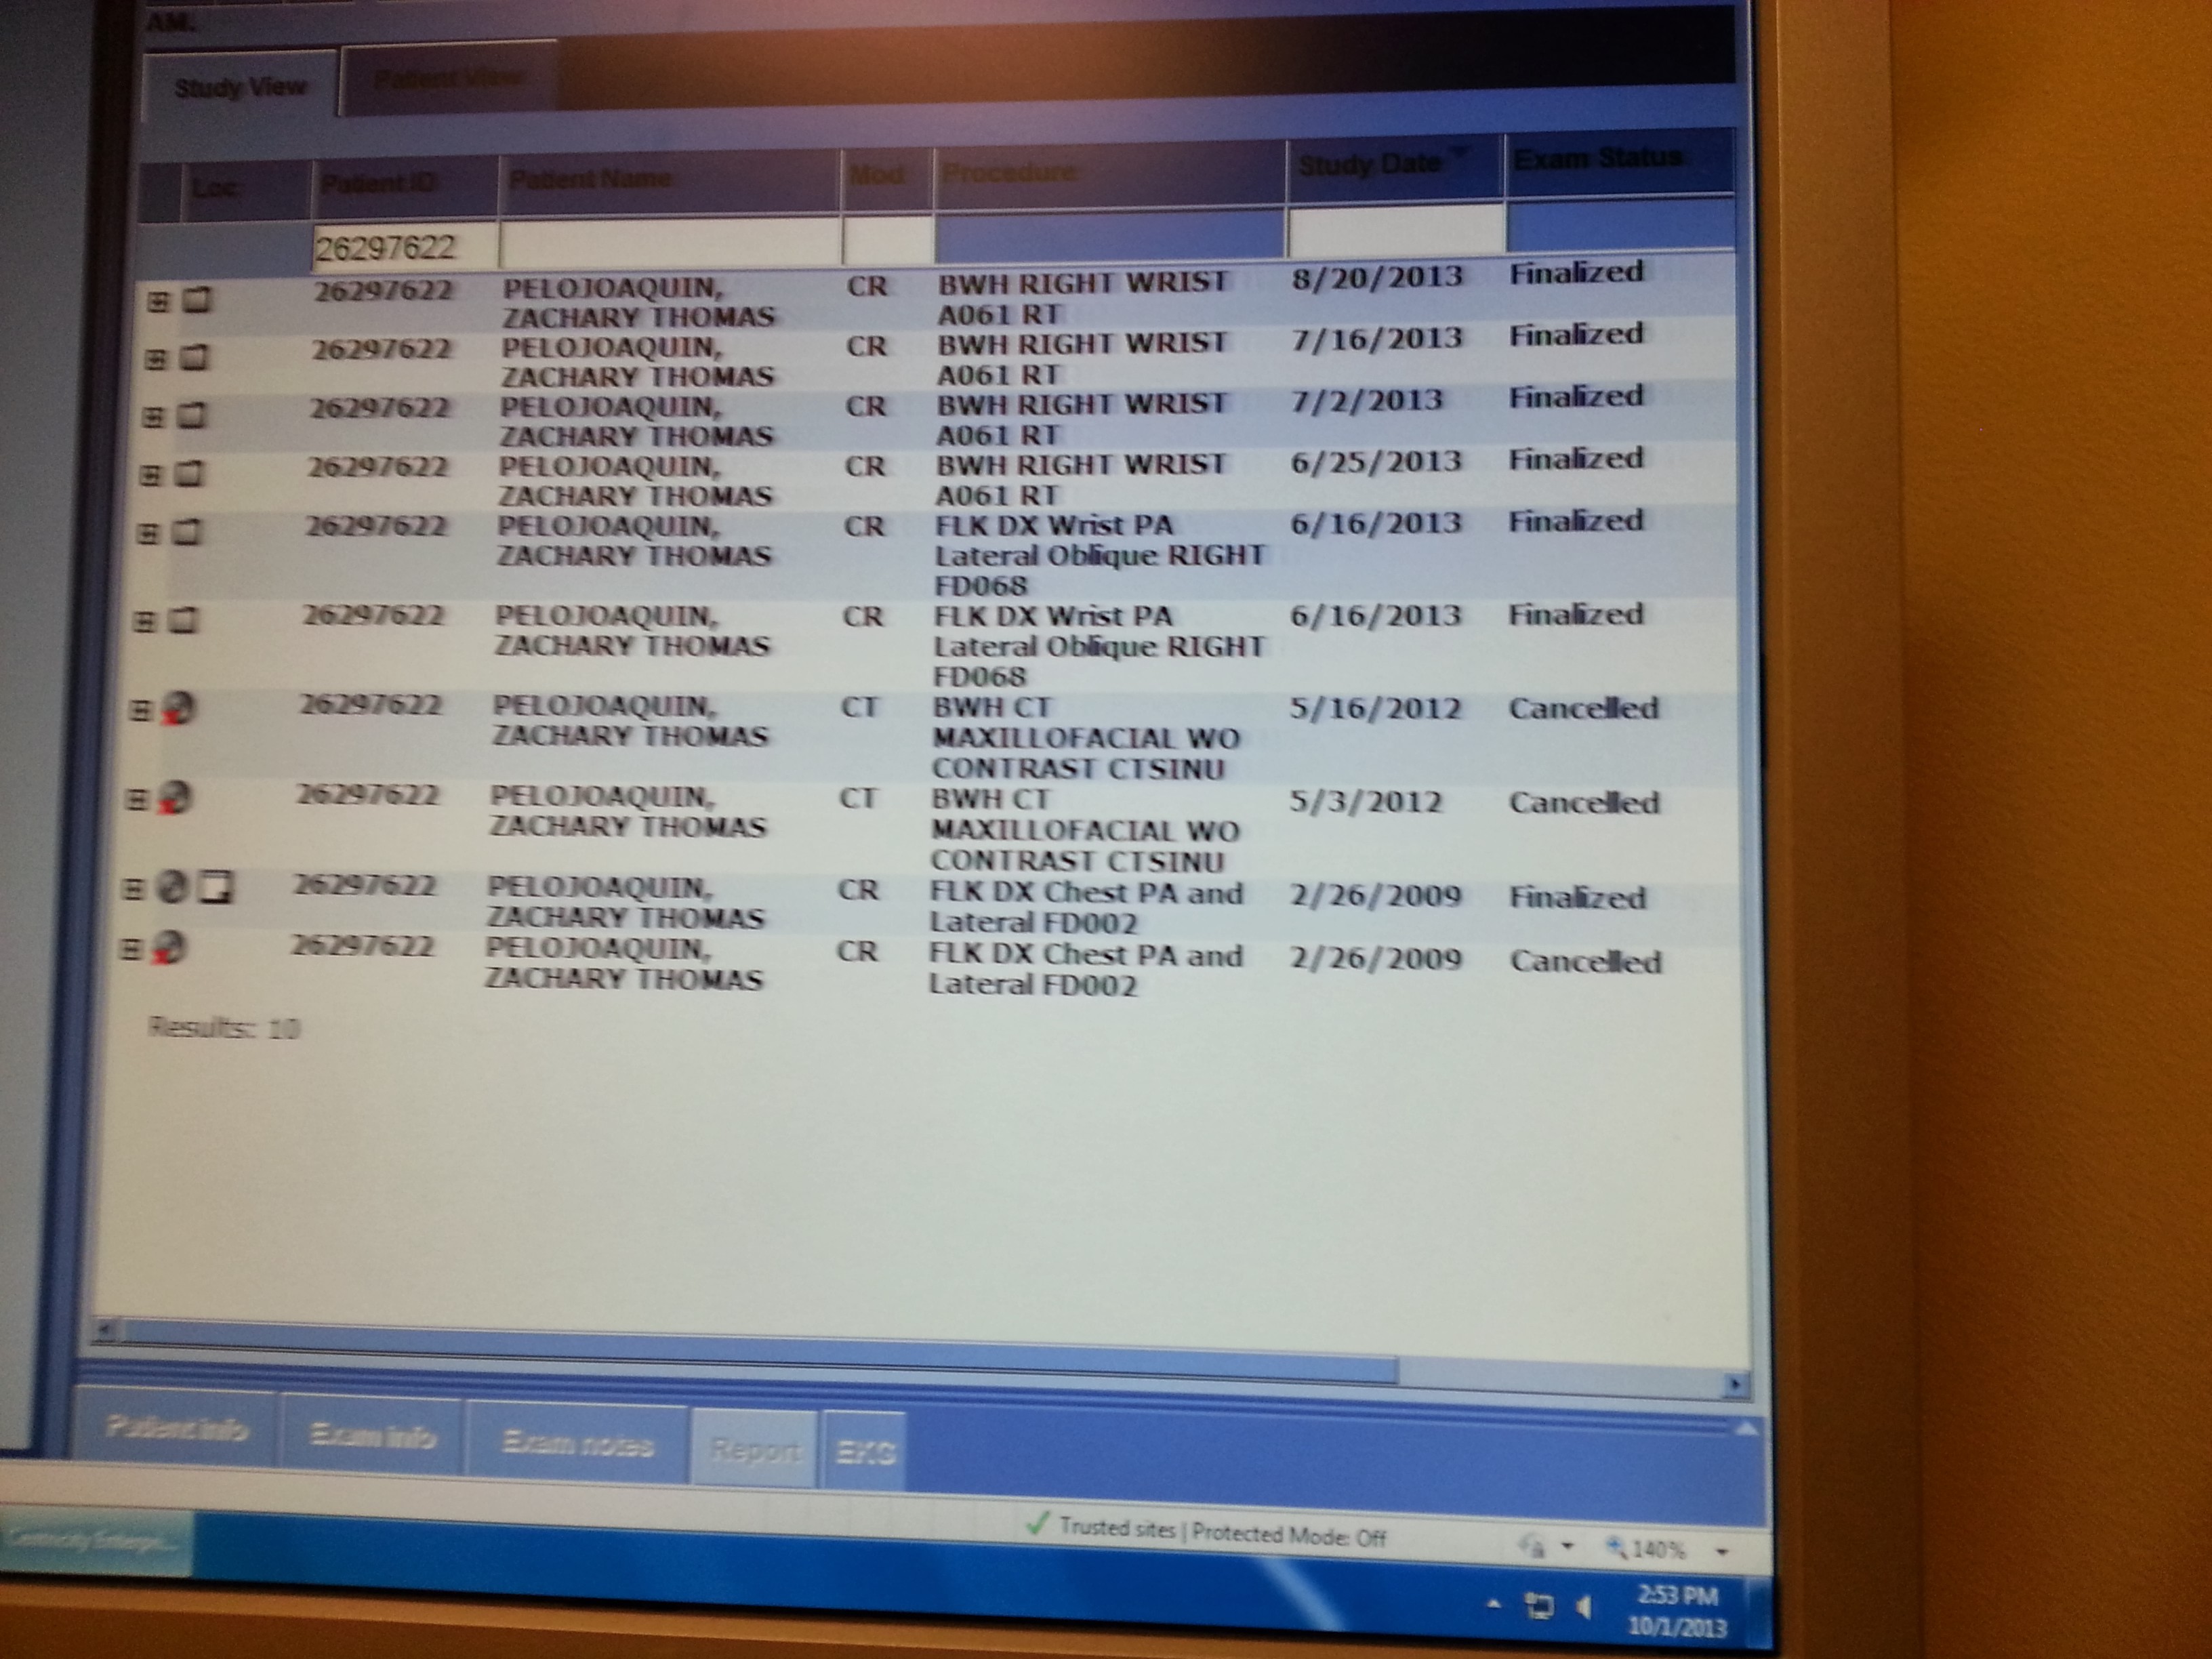 AM.
Study View Patient View
Loc Patient ID Patient Name Mod Procedure Study Date Exam Status
26297622
26297622 PELOJOAQUIN, CR BWH RIGHT WRIST 8/20/2013 Finalized
ZACHARY THOMAS A061 RT
26297622 PELOJOAQUIN, CR BWH RIGHT WRIST 7/16/2013 Finalized
ZACHARY THOMAS A061 RT
26297622 PELOJOAQUIN, CR BWH RIGHT WRIST 7/2/2013 Finalized
ZACHARY THOMAS A061 RT
26297622 PELOJOAQUIN, CR BWH RIGHT WRIST 6/25/2013 Finalized
ZACHARY THOMAS A061 RT
26297622 PELOJOAQUIN, CR FLK DX Wrist PA 6/16/2013 Finalized
ZACHARY THOMAS Lateral Oblique RIGHT
FD068
26297622 PELOJOAQUIN, CR FLK DX Wrist PA 6/16/2013 Finalized
ZACHARY THOMAS Lateral Oblique RIGHT
FD068
26297622 PELOJOAQUIN, CT BWH CT 5/16/2012 Cancelled
ZACHARY THOMAS MAXILLOFACIAL WO
CONTRAST CTSINU
26297622 PELOJOAQUIN, CT BWH CT 5/3/2012 Cancelled
ZACHARY THOMAS MAXILLOFACIAL WO
CONTRAST CTSINU
26297622 PELOJOAQUIN, CR FLK DX Chest PA and 2/26/2009 Finalized
ZACHARY THOMAS Lateral FD002
26297622 PELOJOAQUIN, CR FLK DX Chest PA and 2/26/2009 Cancelled
ZACHARY THOMAS Lateral FD002
Results: 10
Patient info Exam info Exam notes Report EKG
Trusted sites | Protected Mode: Off 140%
Centricity Enterpr...
2:53 PM
10/1/2013